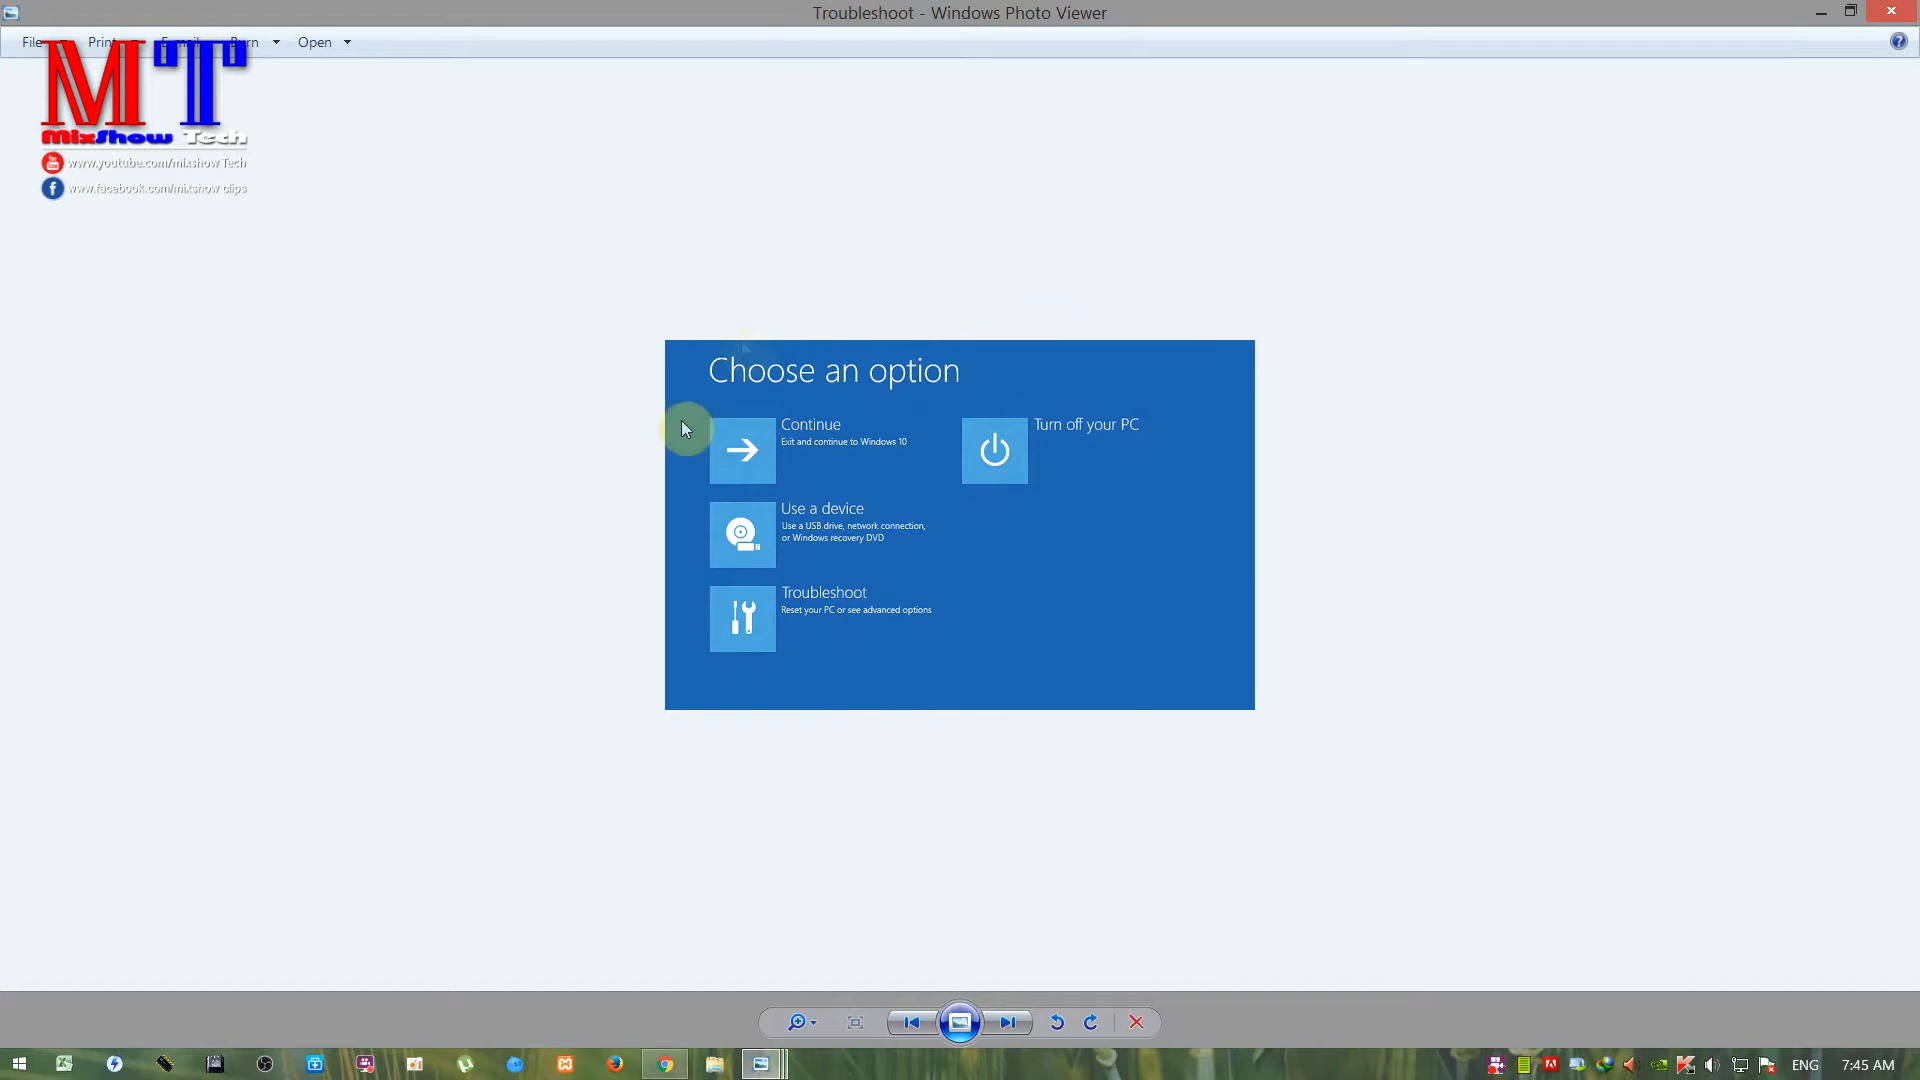 Troubleshoot - Windows Photo Viewer
File Print E-mail Burn Open
MT
MixShow Tech
www.youtube.com/mixshow Tech
www.facebook.com/mixshow clips
Choose an option
Continue
Exit and continue to Windows 10
Turn off your PC
Use a device
Use a USB drive, network connection,
or Windows recovery DVD
Troubleshoot
Reset your PC or see advanced options
ENG 7:45 AM